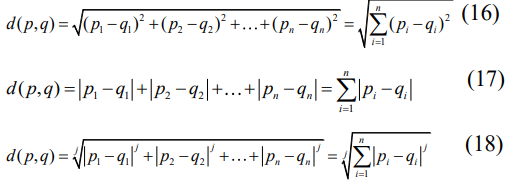 d(p,q) = √((p₁−q₁)² + (p₂−q₂)² + … + (pₙ−qₙ)²) = √(∑ᵢ₌₁ⁿ (pᵢ−qᵢ)²) (16)
d(p,q) = |p₁−q₁| + |p₂−q₂| + … + |pₙ−qₙ| = ∑ᵢ₌₁ⁿ |pᵢ−qᵢ| (17)
d(p,q) = ʲ√(|p₁−q₁|ʲ + |p₂−q₂|ʲ + … + |pₙ−qₙ|ʲ) = ʲ√(∑ᵢ₌₁ⁿ |pᵢ−qᵢ|ʲ) (18)